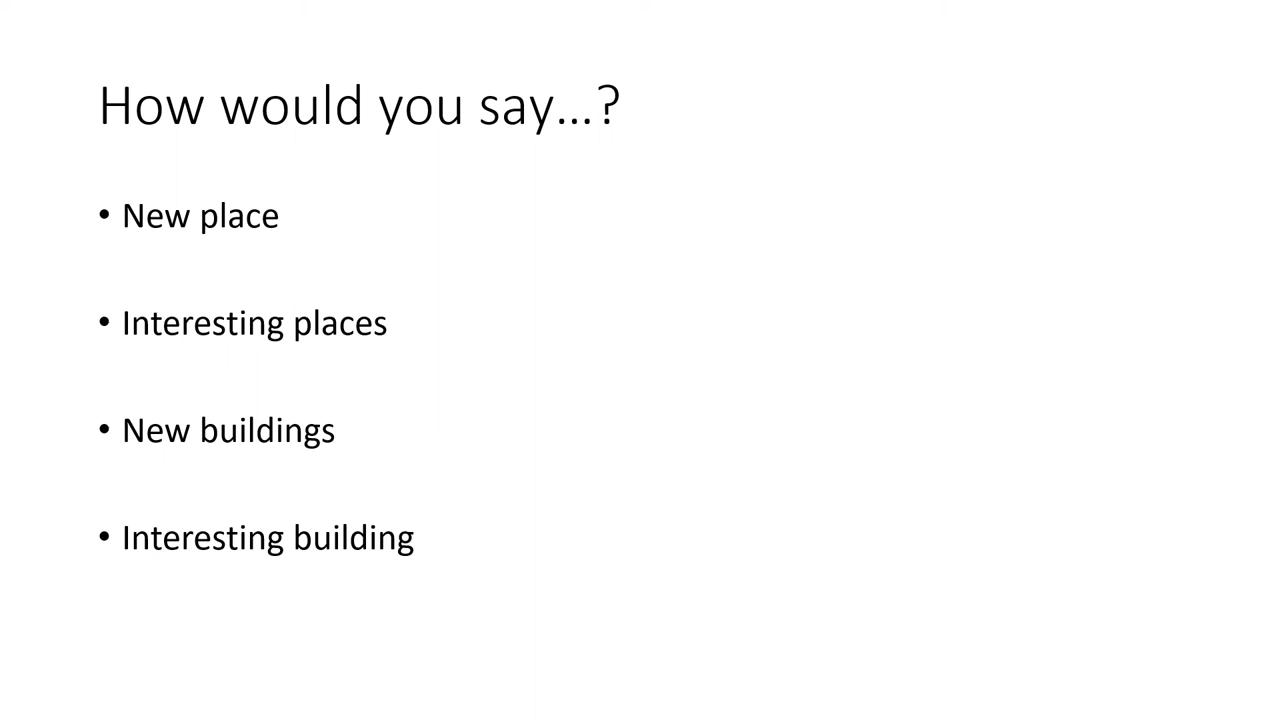 How would you say...?
• New place
• Interesting places
• New buildings
• Interesting building